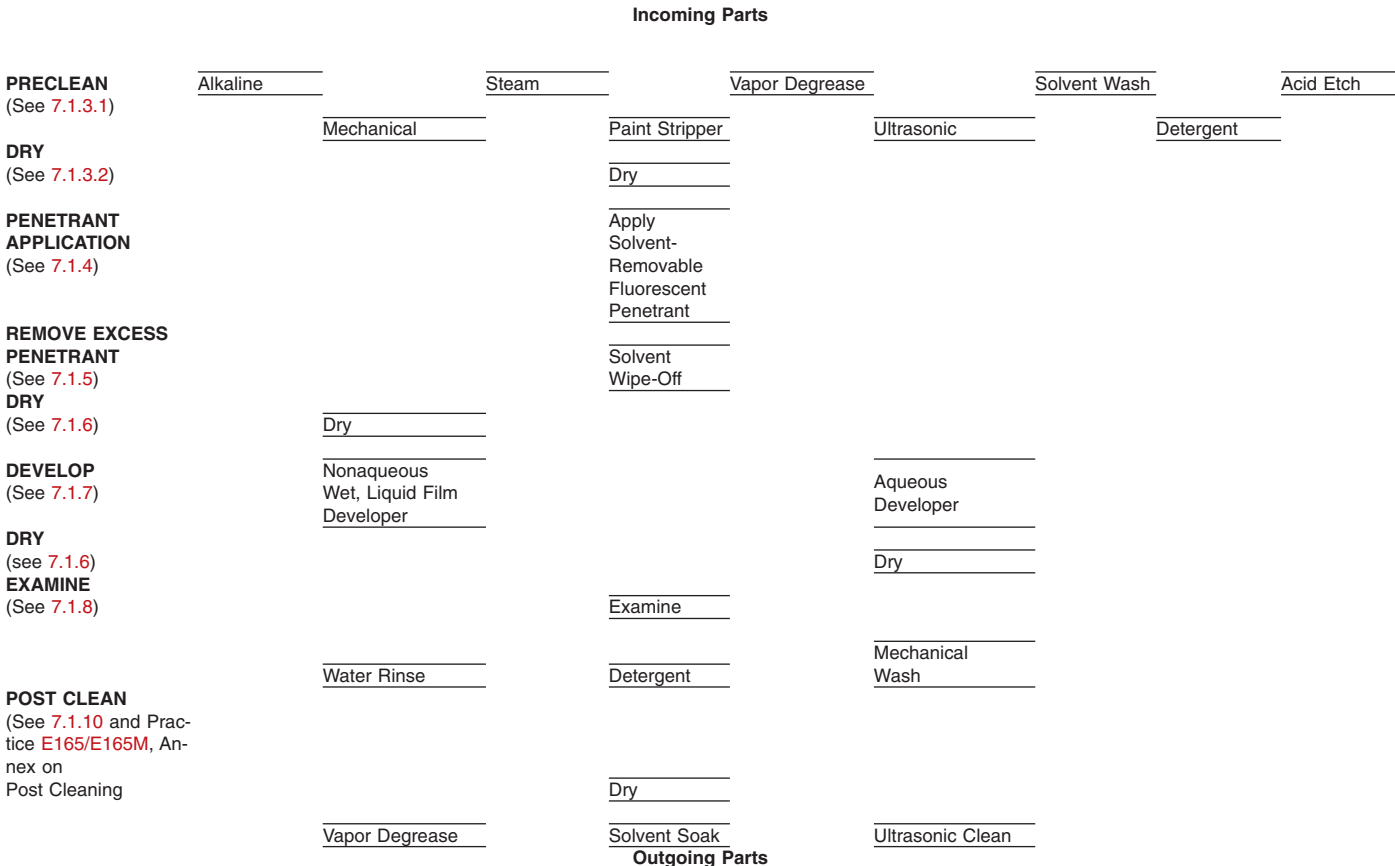 Incoming Parts
PRECLEAN Alkaline Steam Vapor Degrease Solvent Wash Acid Etch
(See 7.1.3.1)
Mechanical Paint Stripper Ultrasonic Detergent
DRY
(See 7.1.3.2) Dry
PENETRANT Apply
APPLICATION Solvent-
(See 7.1.4) Removable
Fluorescent
Penetrant
REMOVE EXCESS
PENETRANT Solvent
(See 7.1.5) Wipe-Off
DRY
(See 7.1.6) Dry
DEVELOP Nonaqueous
(See 7.1.7) Wet, Liquid Film
Developer
Aqueous
Developer
DRY
(see 7.1.6) Dry
EXAMINE
(See 7.1.8) Examine
Mechanical
Water Rinse Detergent Wash
POST CLEAN
(See 7.1.10 and Prac-
tice E165/E165M, An-
nex on
Post Cleaning Dry
Vapor Degrease Solvent Soak Ultrasonic Clean
Outgoing Parts